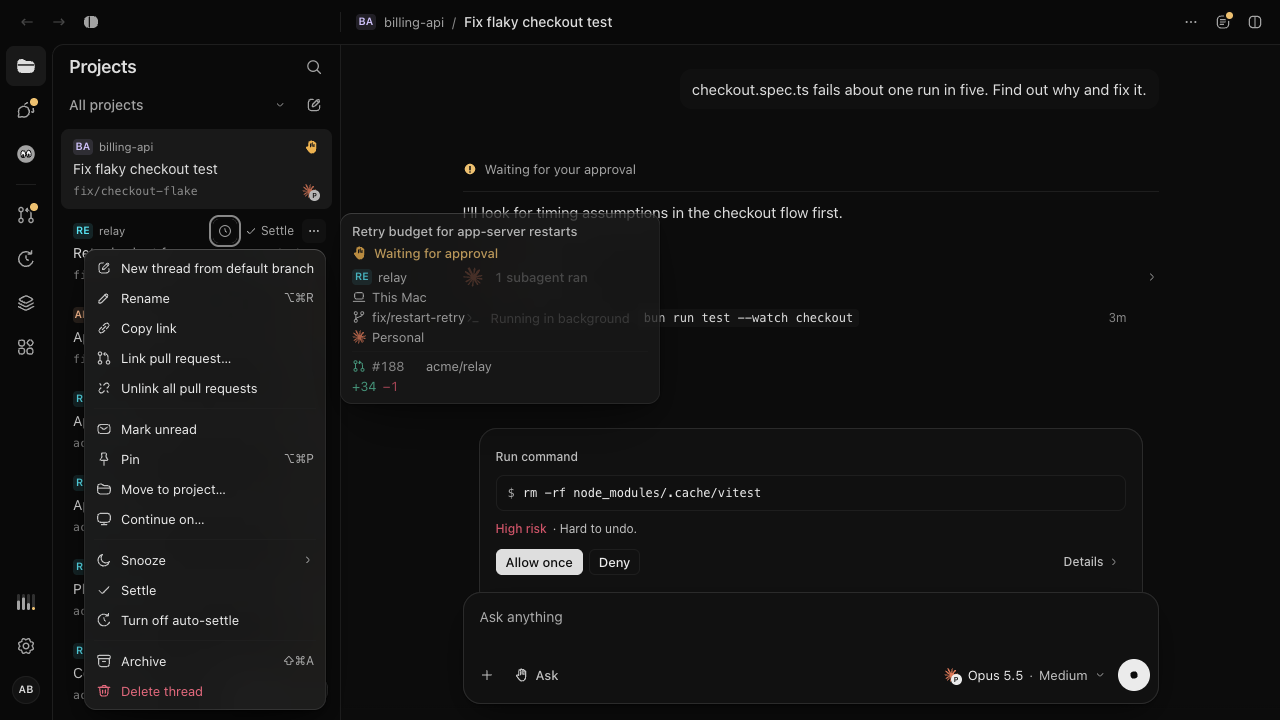 BA billing-api / Fix flaky checkout test
Projects
All projects
BA billing-api
Fix flaky checkout test
fix/checkout-flake
P
RE relay
Settle
New thread from default branch
Rename ⌥⌘R
Copy link
Link pull request...
Unlink all pull requests
Mark unread
Pin ⌥⌘P
Move to project...
Continue on...
Snooze
Settle
Turn off auto-settle
Archive ⇧⌘A
Delete thread
AB
Retry budget for app-server restarts
Waiting for approval
RE relay
This Mac
fix/restart-retry
Personal
#188 acme/relay
+34 −1
checkout.spec.ts fails about one run in five. Find out why and fix it.
Waiting for your approval
I'll look for timing assumptions in the checkout flow first.
1 subagent ran
Running in background bun run test --watch checkout 3m
Run command
$ rm -rf node_modules/.cache/vitest
High risk · Hard to undo.
Allow once
Deny
Details
Ask anything
Ask
P Opus 5.5 · Medium